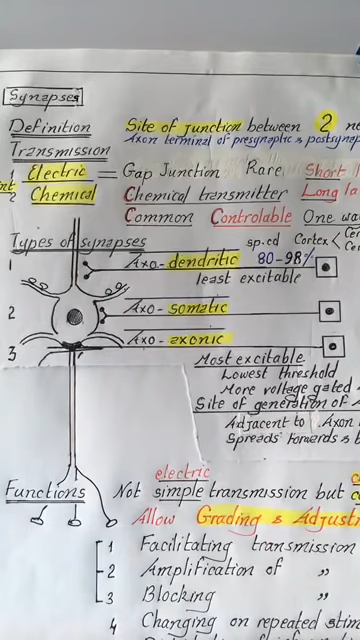 Synapses
Definition Site of junction between 2
Axon terminal of presynaptic & postsynap
Transmission
1 Electric = Gap Junction Rare Short
2 Chemical Chemical transmitter Long la
Common Controlable One wa
Types of synapses sp.cd Cortex <
1 Axo-dendritic 80-98%
least excitable
2 Axo-somatic
Axo-axonic
3
Most excitable
Lowest threshold
More voltage gated
Site of generation of A
Adjacent to Axon
Spreads forwards & b
electric
Functions Not simple transmission but
Allow Grading & Adjust
1 Facilitating transmission
2 Amplification of "
3 Blocking "
4 Changing on repeated stim